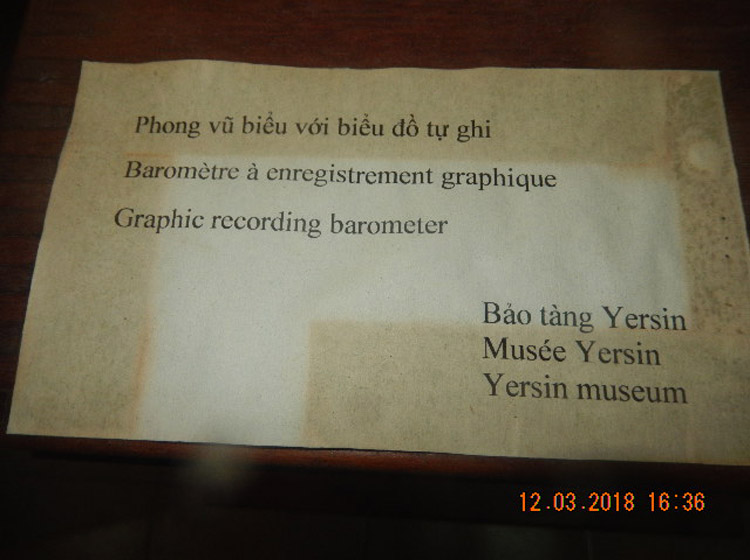 Phong vũ biểu với biểu đồ tự ghi
Baromètre à enregistrement graphique
Graphic recording barometer
Bảo tàng Yersin
Musée Yersin
Yersin museum
12.03.2018 16:36